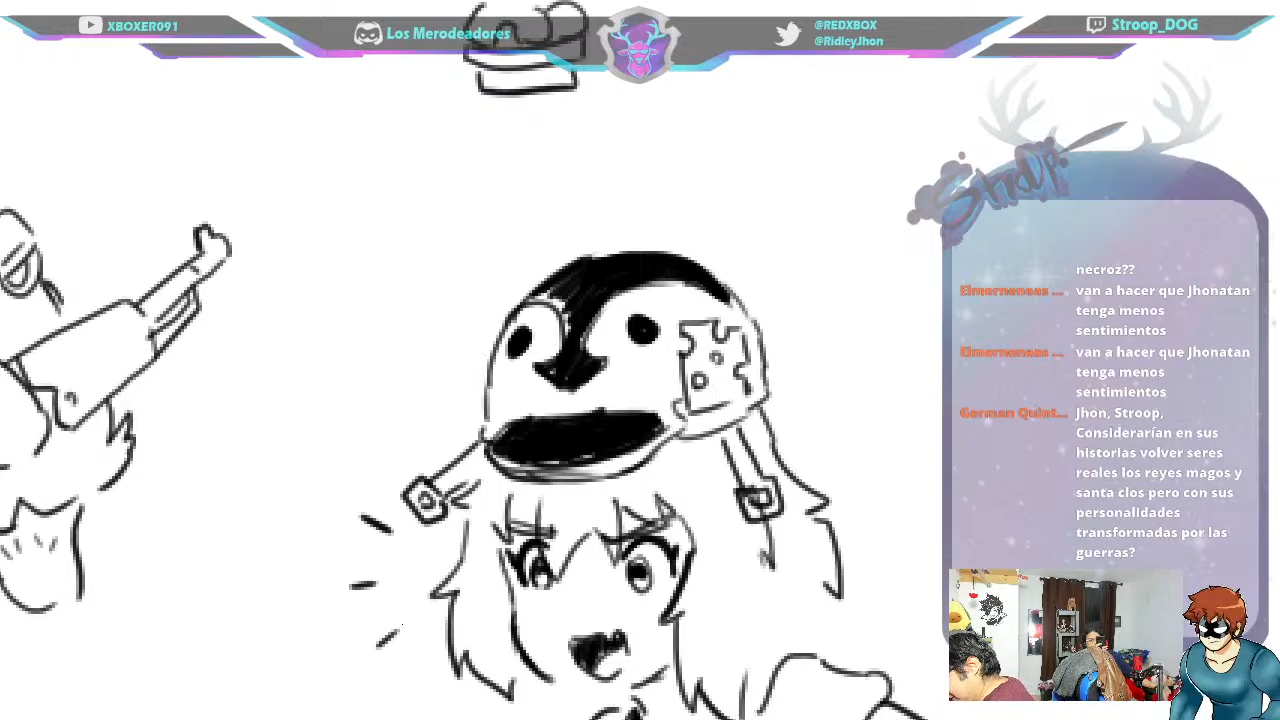 XBOXER091
Los Merodeadores
@REDXBOX
@RidleyJhon
Stroop_DOG
Stroop
necroz??
Elmernenas ... van a hacer que Jhonatan
tenga menos
sentimientos
Elmernenas ... van a hacer que Jhonatan
tenga menos
sentimientos
German Quint... Jhon, Stroop,
Considerarían en sus
historias volver seres
reales los reyes magos y
santa clos pero con sus
personalidades
transformadas por las
guerras?